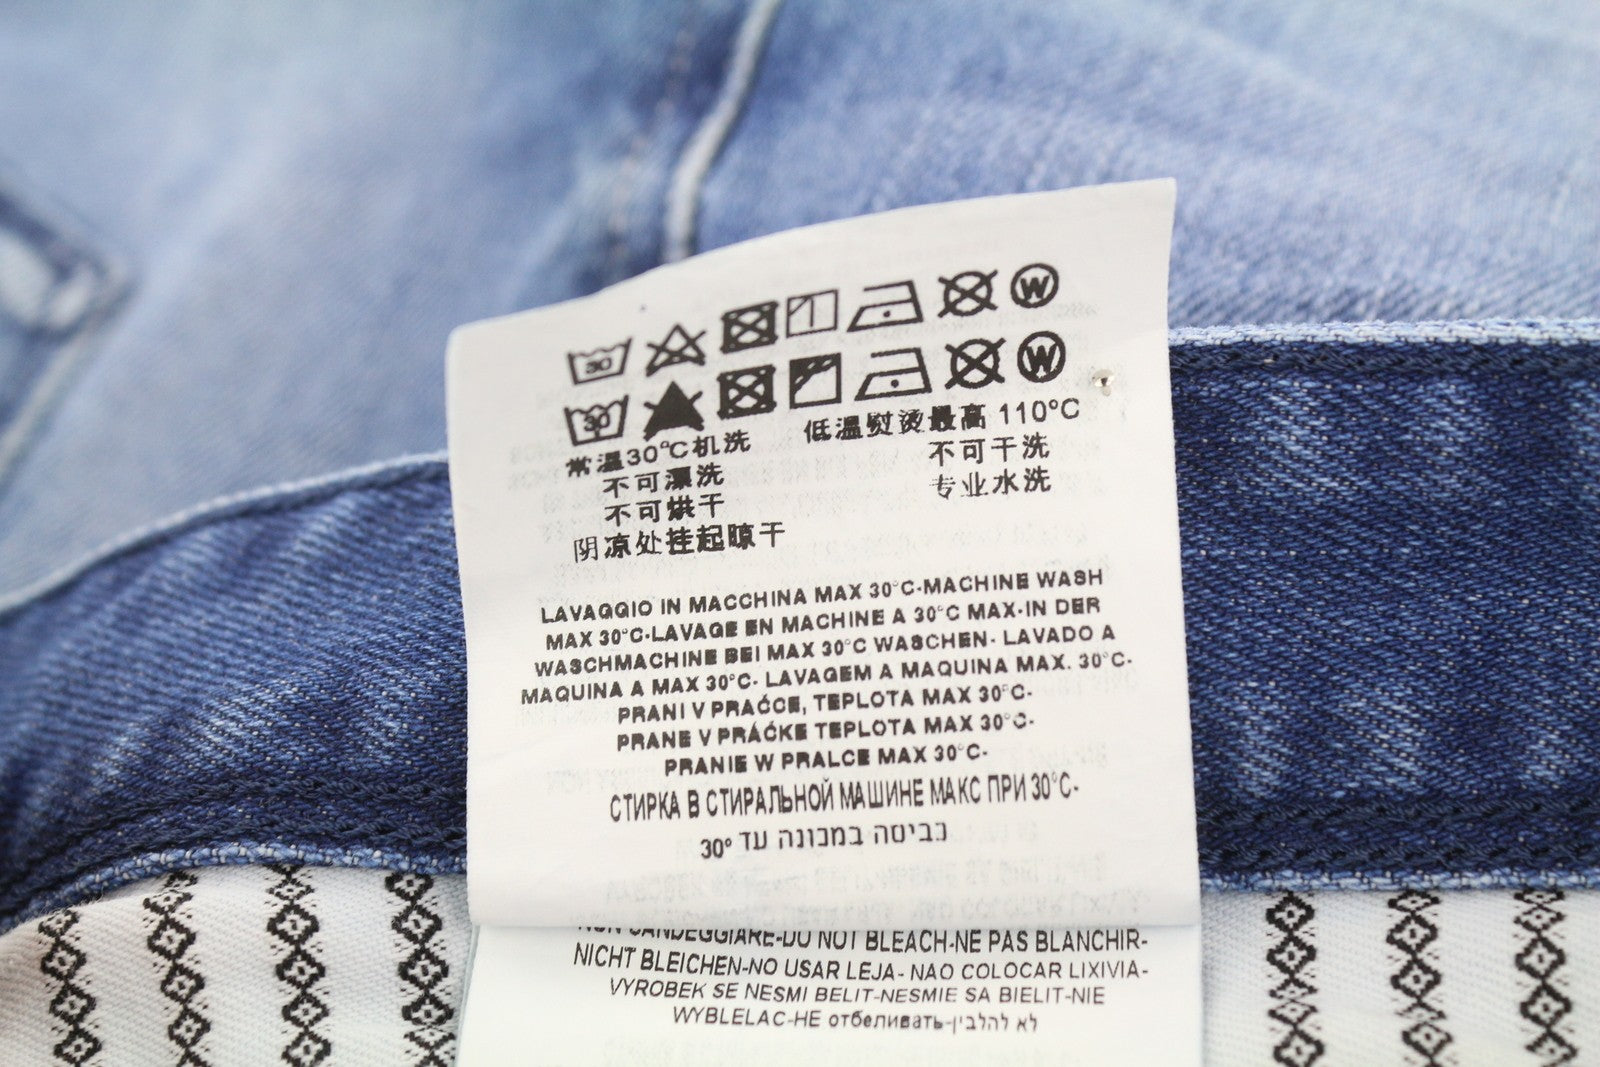 30 W
30 W
常温30°C机洗 低温熨烫最高 110°C
不可漂洗 不可干洗
不可烘干 专业水洗
阴凉处挂起晾干
LAVAGGIO IN MACCHINA MAX 30°C-MACHINE WASH
MAX 30°C-LAVAGE EN MACHINE A 30°C MAX-IN DER
WASCHMACHINE BEI MAX 30°C WASCHEN- LAVADO A
MAQUINA A MAX 30°C- LAVAGEM A MAQUINA MAX. 30°C-
PRANI V PRAĆCE, TEPLOTA MAX 30°C-
PRANE V PRÁĆKE TEPLOTA MAX 30°C-
PRANIE W PRALCE MAX 30°C-
СТИРКА В СТИРАЛЬНОЙ МАШИНЕ МАКС ПРИ 30°C-
כביסה במכונה עד 30°
NON CANDEGGIARE-DO NOT BLEACH-NE PAS BLANCHIR-
NICHT BLEICHEN-NO USAR LEJA- NAO COLOCAR LIXIVIA-
VYROBEK SE NESMI BELIT-NESMIE SA BIELIT-NIE
WYBLELAC-НЕ отбеливать-לא להלבין